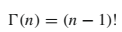 Γ(n) = (n − 1)!